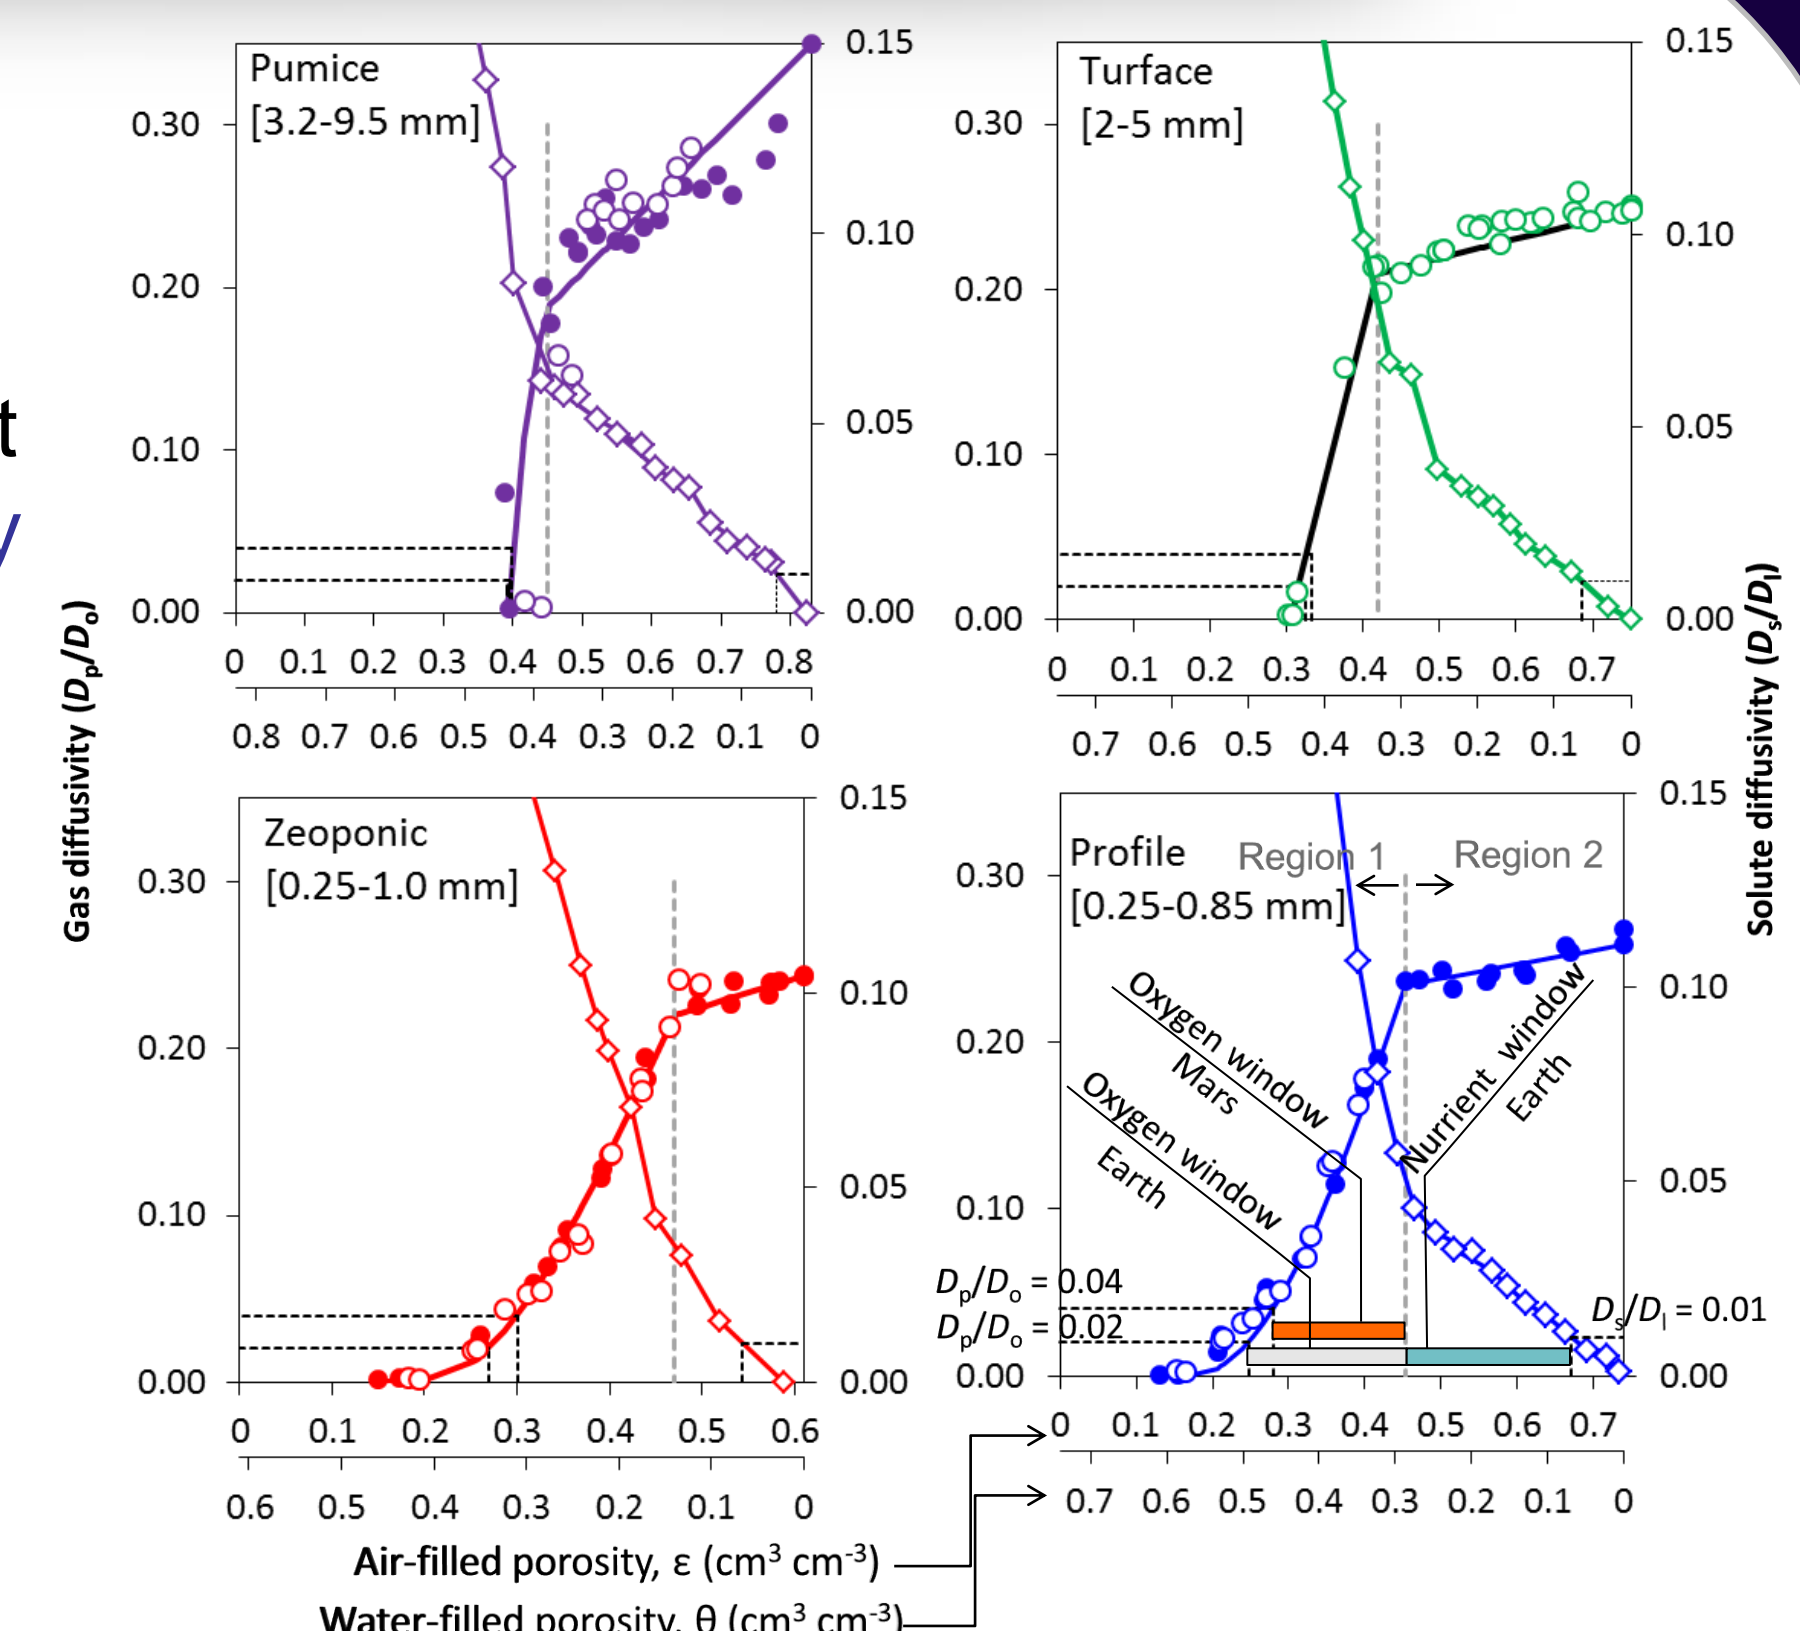 t
y
Gas diffusivity (Dp/Do)
Solute diffusivity (Ds/Dl)
Pumice
[3.2-9.5 mm]
0.30
0.20
0.10
0.00
0.15
0.10
0.05
0.00
0 0.1 0.2 0.3 0.4 0.5 0.6 0.7 0.8
0.8 0.7 0.6 0.5 0.4 0.3 0.2 0.1 0
Turface
[2-5 mm]
0.30
0.20
0.10
0.00
0.15
0.10
0.05
0.00
0 0.1 0.2 0.3 0.4 0.5 0.6 0.7
0.7 0.6 0.5 0.4 0.3 0.2 0.1 0
Zeoponic
[0.25-1.0 mm]
0.30
0.20
0.10
0.00
0.15
0.10
0.05
0.00
0 0.1 0.2 0.3 0.4 0.5 0.6
0.6 0.5 0.4 0.3 0.2 0.1 0
Profile
[0.25-0.85 mm]
Region 1
Region 2
0.30
0.20
0.10
0.00
0.15
0.10
0.05
0.00
Oxygen window
Mars
Oxygen window
Earth
Nurrient window
Earth
Dp/Do = 0.04
Dp/Do = 0.02
Ds/Dl = 0.01
0 0.1 0.2 0.3 0.4 0.5 0.6 0.7
0.7 0.6 0.5 0.4 0.3 0.2 0.1 0
Air-filled porosity, ε (cm³ cm⁻³)
Water-filled porosity, θ (cm³ cm⁻³)